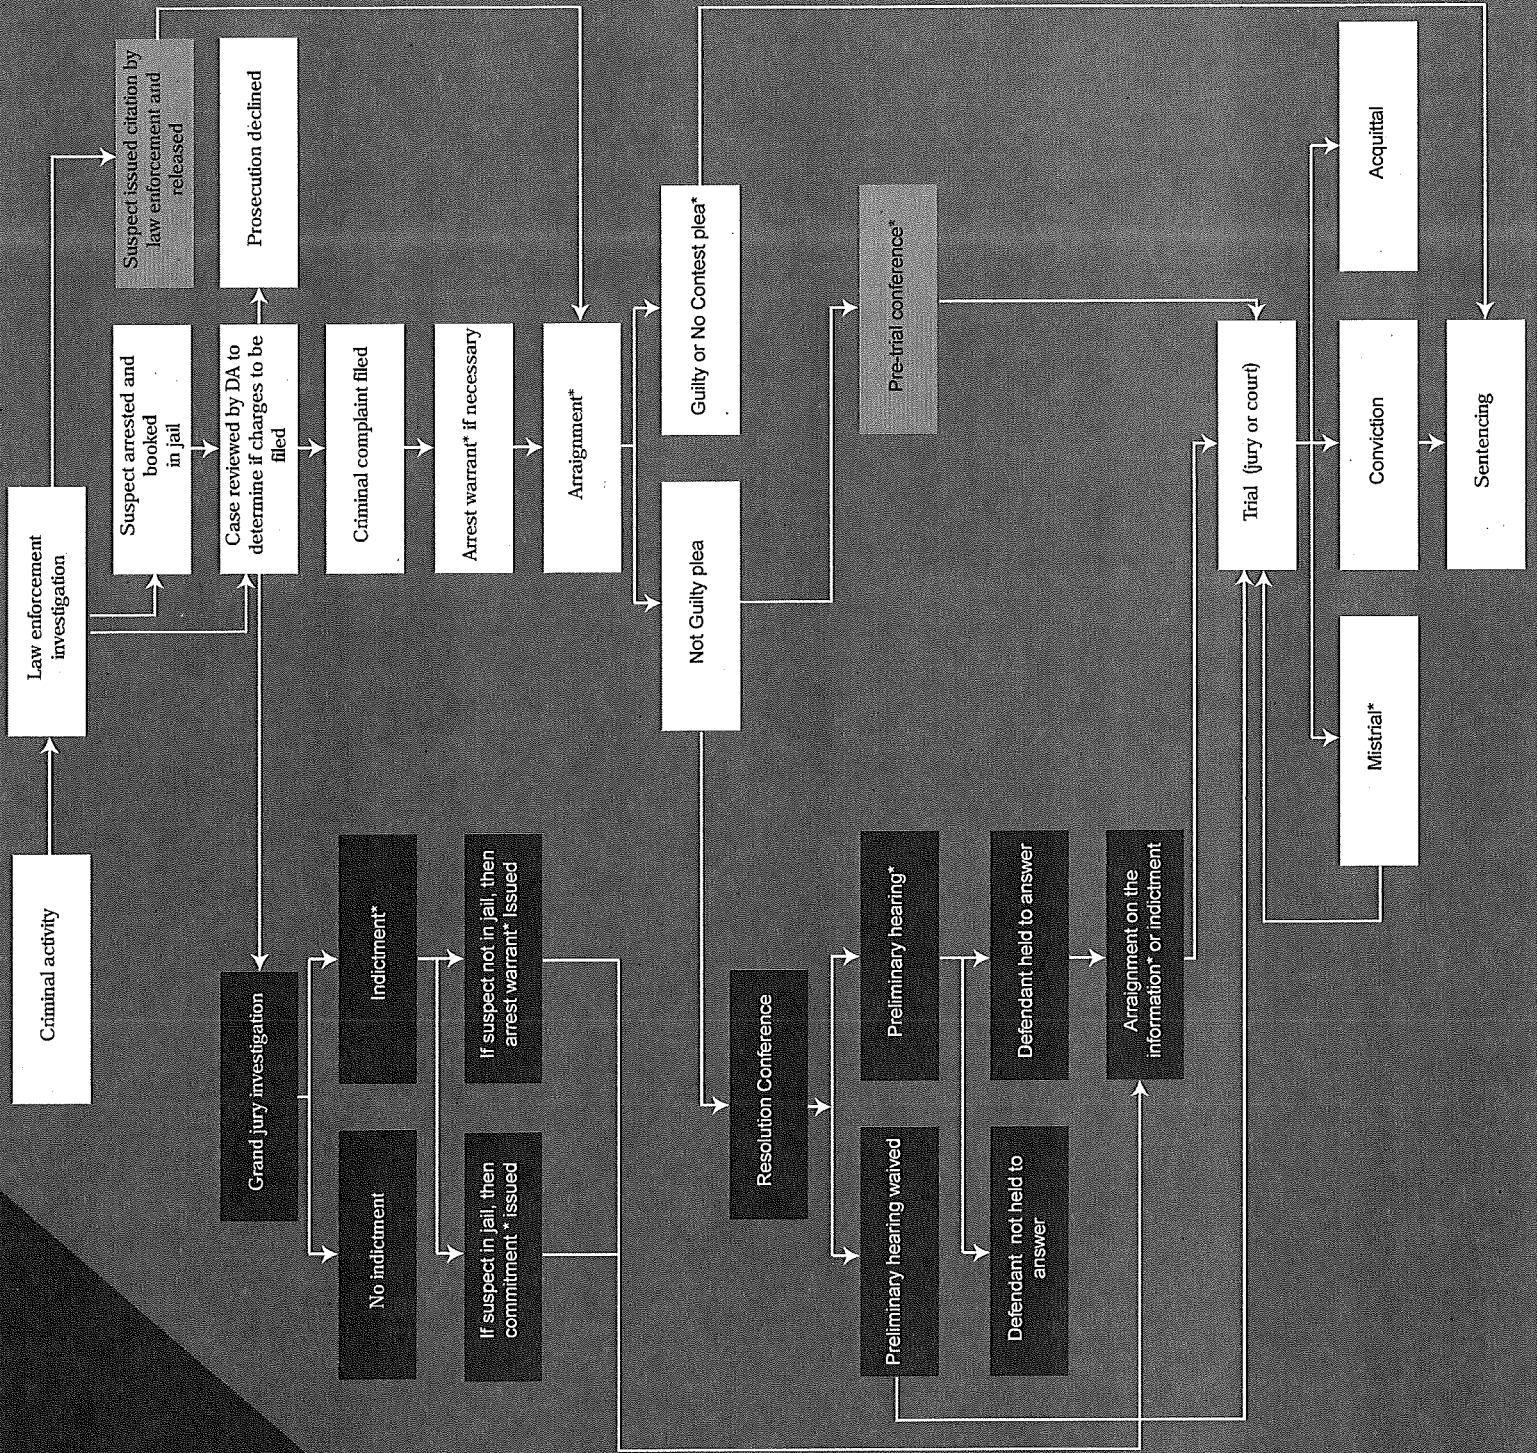 Criminal activity
Law enforcement
investigation
Suspect issued citation by
law enforcement and
released
Suspect arrested and
booked
in jail
Case reviewed by DA to
determine if charges to be
filed
Prosecution declined
Grand jury investigation
Criminal complaint filed
No indictment
Indictment*
Arrest warrant* if necessary
If suspect in jail, then
commitment * issued
If suspect not in jail, then
arrest warrant* Issued
Arraignment*
Not Guilty plea
Guilty or No Contest plea*
Resolution Conference
Pre-trial conference*
Preliminary hearing waived
Preliminary hearing*
Defendant not held to
answer
Defendant held to answer
Arraignment on the
information* or indictment
Trial (jury or court)
Mistrial*
Conviction
Acquittal
Sentencing